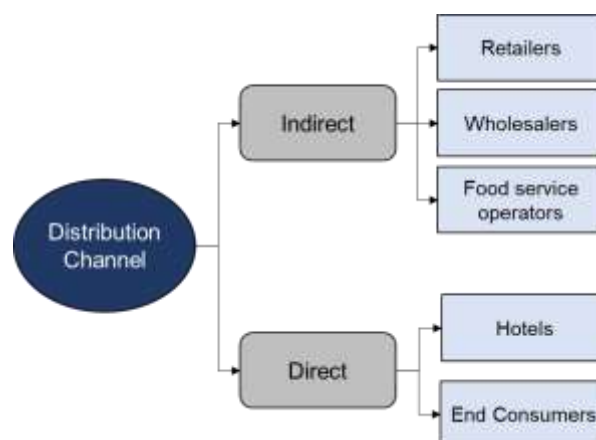 Retailers
Indirect
Wholesalers
Food service
operators
Distribution
Channel
Hotels
Direct
End Consumers